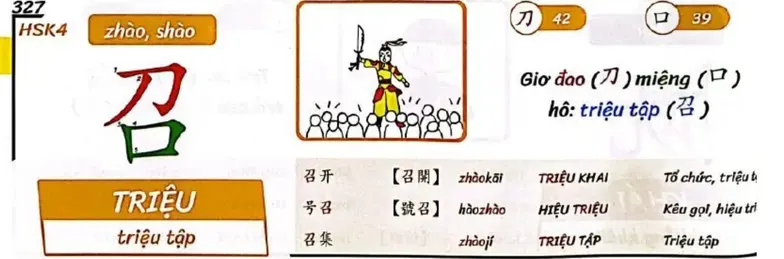 327
HSK4
zhào, shào
召
TRIỆU
triệu tập
刀 42
口 39
Giơ đao (刀) miệng (口)
hô: triệu tập (召)
召开 【召開】 zhàokāi TRIỆU KHAI Tổ chức, triệu
号召 【號召】 hàozhào HIỆU TRIỆU Kêu gọi, hiệu
召集 zhàojí TRIỆU TẬP Triệu tập